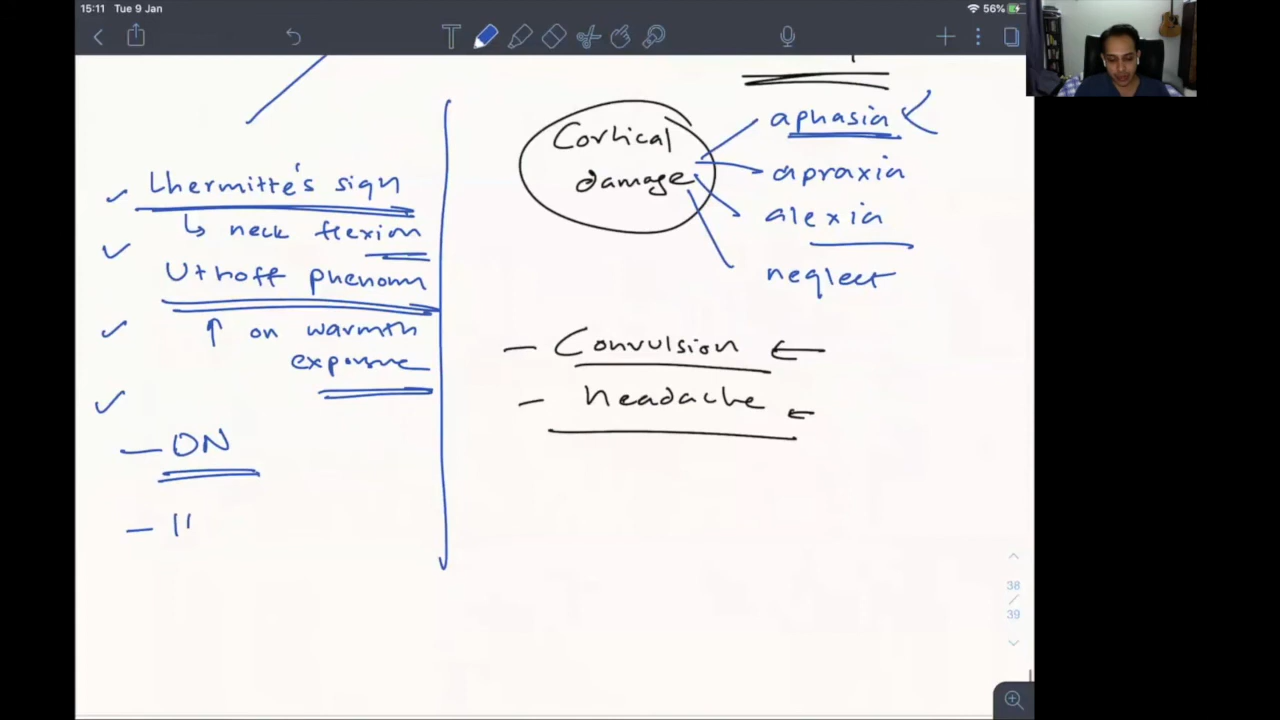 15:11 Tue 9 Jan
56%
T
Lhermitte's sign
↳ neck flexion
Uthoff phenom
↑ on warmth
exposure
— ON
— 11
Cortical
damage
aphasia <
apraxia
alexia
neglect
— Convulsion ←
— headache ←
38
/
39